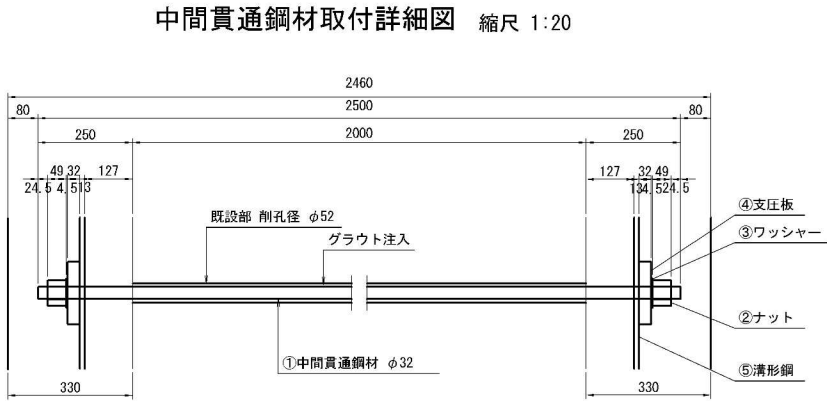 中間貫通鋼材取付詳細図 縮尺 1:20
2460
80 2500 80
250 2000 250
49 32 127 127 32 49
24.5 4.5 13 13 4.5 24.5
④支圧板
既設部 削孔径 φ52
③ワッシャー
グラウト注入
②ナット
①中間貫通鋼材 φ32
⑤溝形鋼
330 330